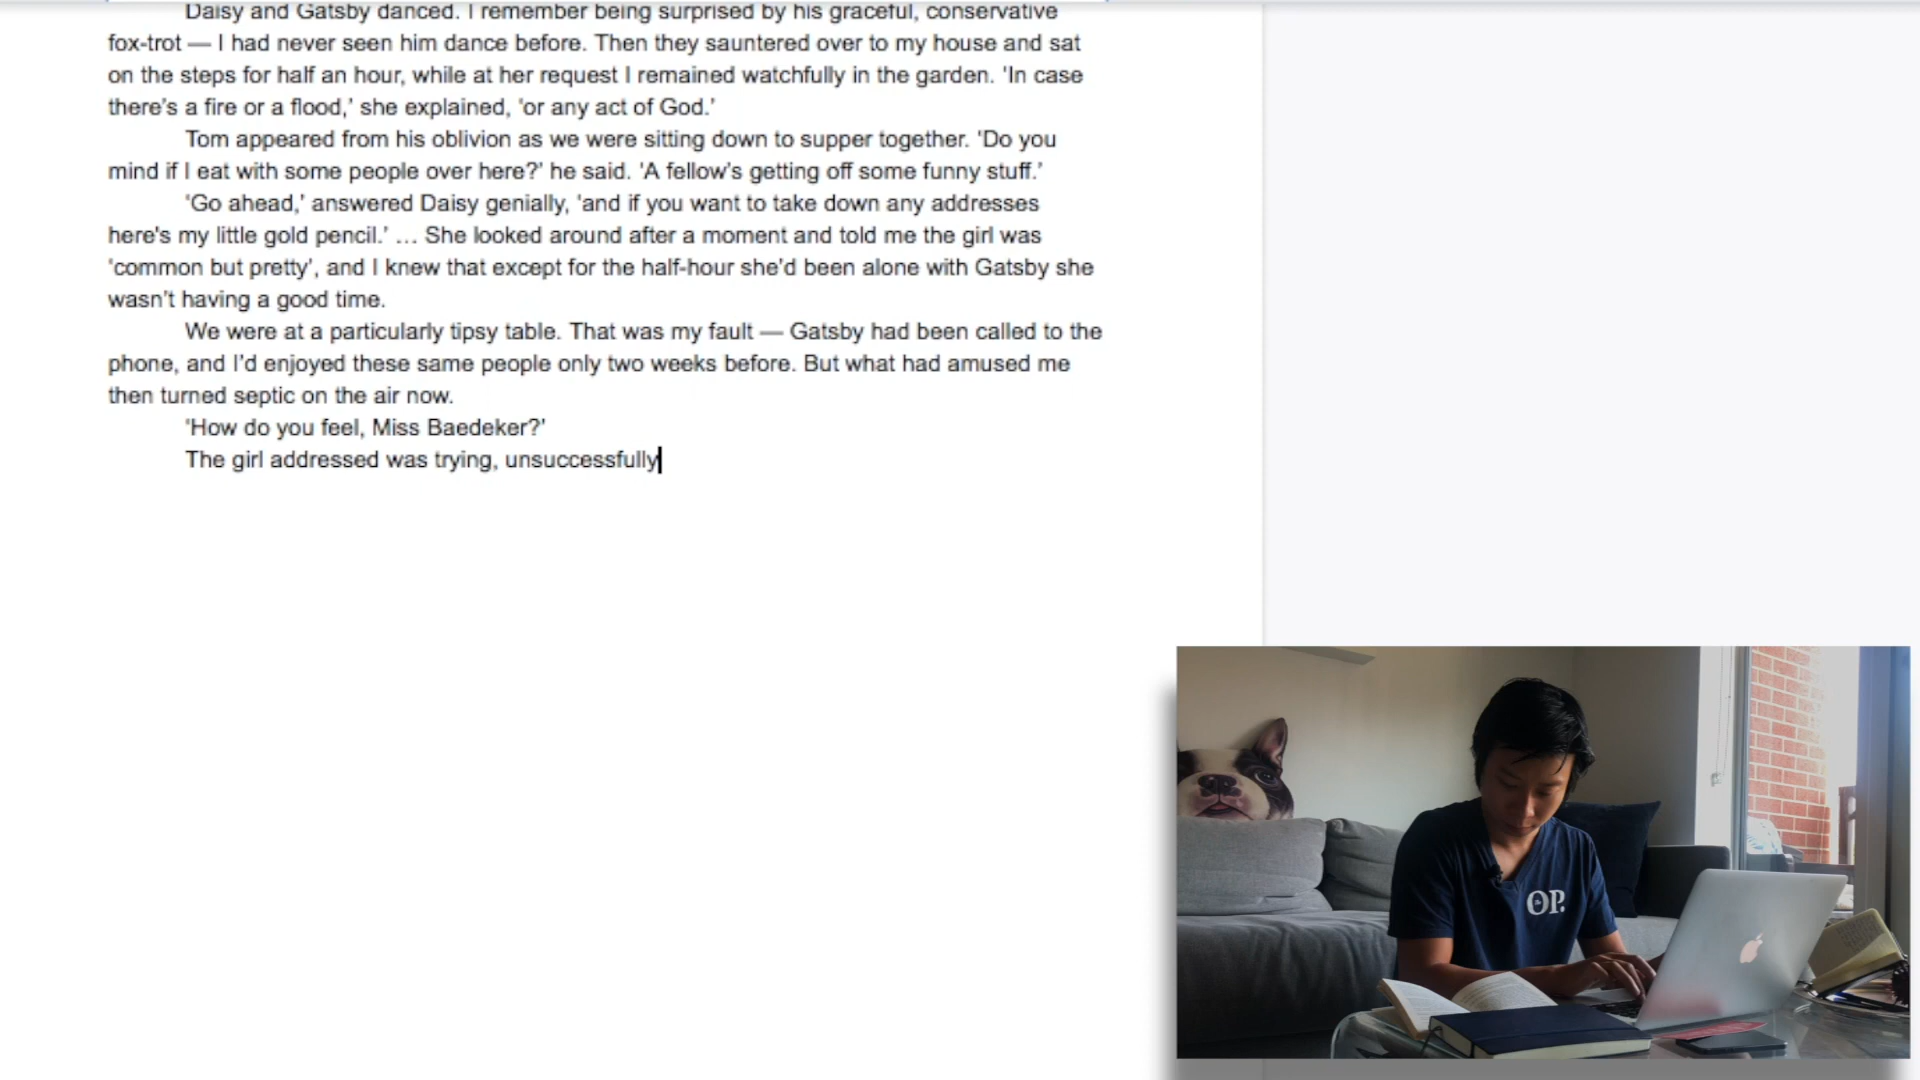 Daisy and Gatsby danced. I remember being surprised by his graceful, conservative
fox-trot — I had never seen him dance before. Then they sauntered over to my house and sat
on the steps for half an hour, while at her request I remained watchfully in the garden. 'In case
there's a fire or a flood,' she explained, 'or any act of God.'
Tom appeared from his oblivion as we were sitting down to supper together. 'Do you
mind if I eat with some people over here?' he said. 'A fellow's getting off some funny stuff.'
'Go ahead,' answered Daisy genially, 'and if you want to take down any addresses
here's my little gold pencil.' … She looked around after a moment and told me the girl was
'common but pretty', and I knew that except for the half-hour she'd been alone with Gatsby she
wasn't having a good time.
We were at a particularly tipsy table. That was my fault — Gatsby had been called to the
phone, and I'd enjoyed these same people only two weeks before. But what had amused me
then turned septic on the air now.
'How do you feel, Miss Baedeker?'
The girl addressed was trying, unsuccessfully
OP.